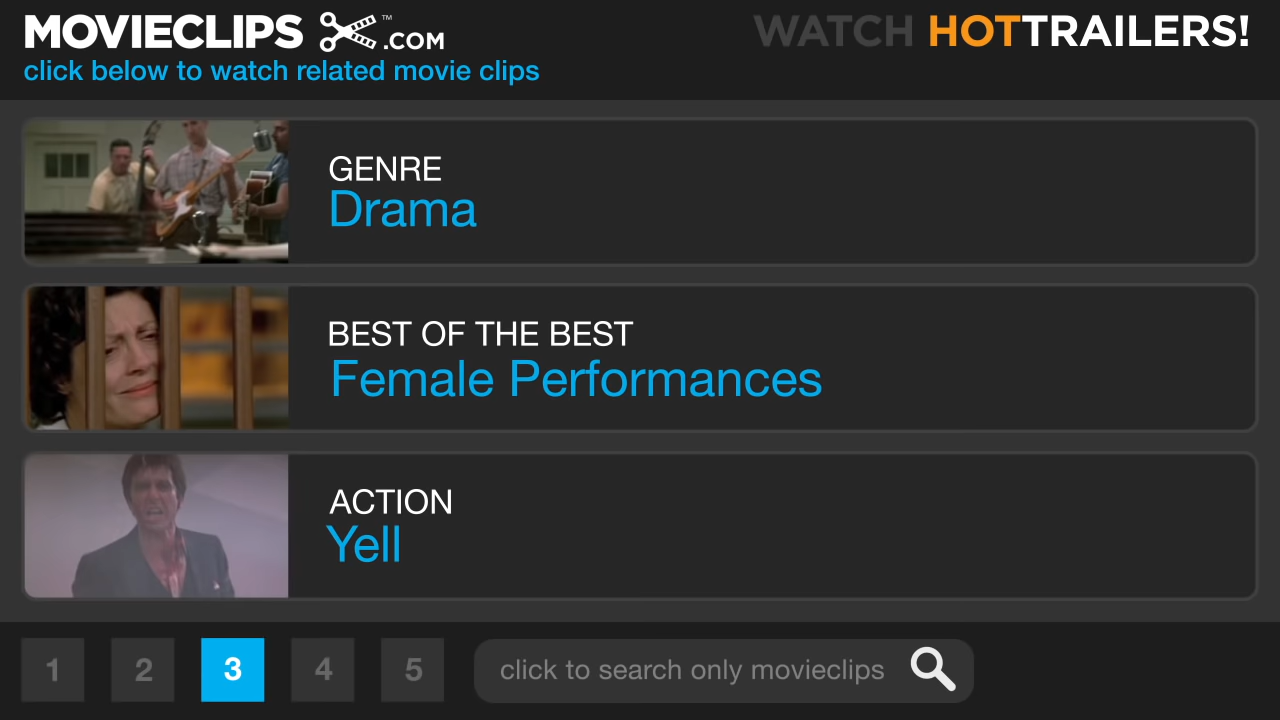 MOVIECLIPS ™ .COM
WATCH HOTTRAILERS!
click below to watch related movie clips
GENRE
Drama
BEST OF THE BEST
Female Performances
ACTION
Yell
1 2 3 4 5 click to search only movieclips